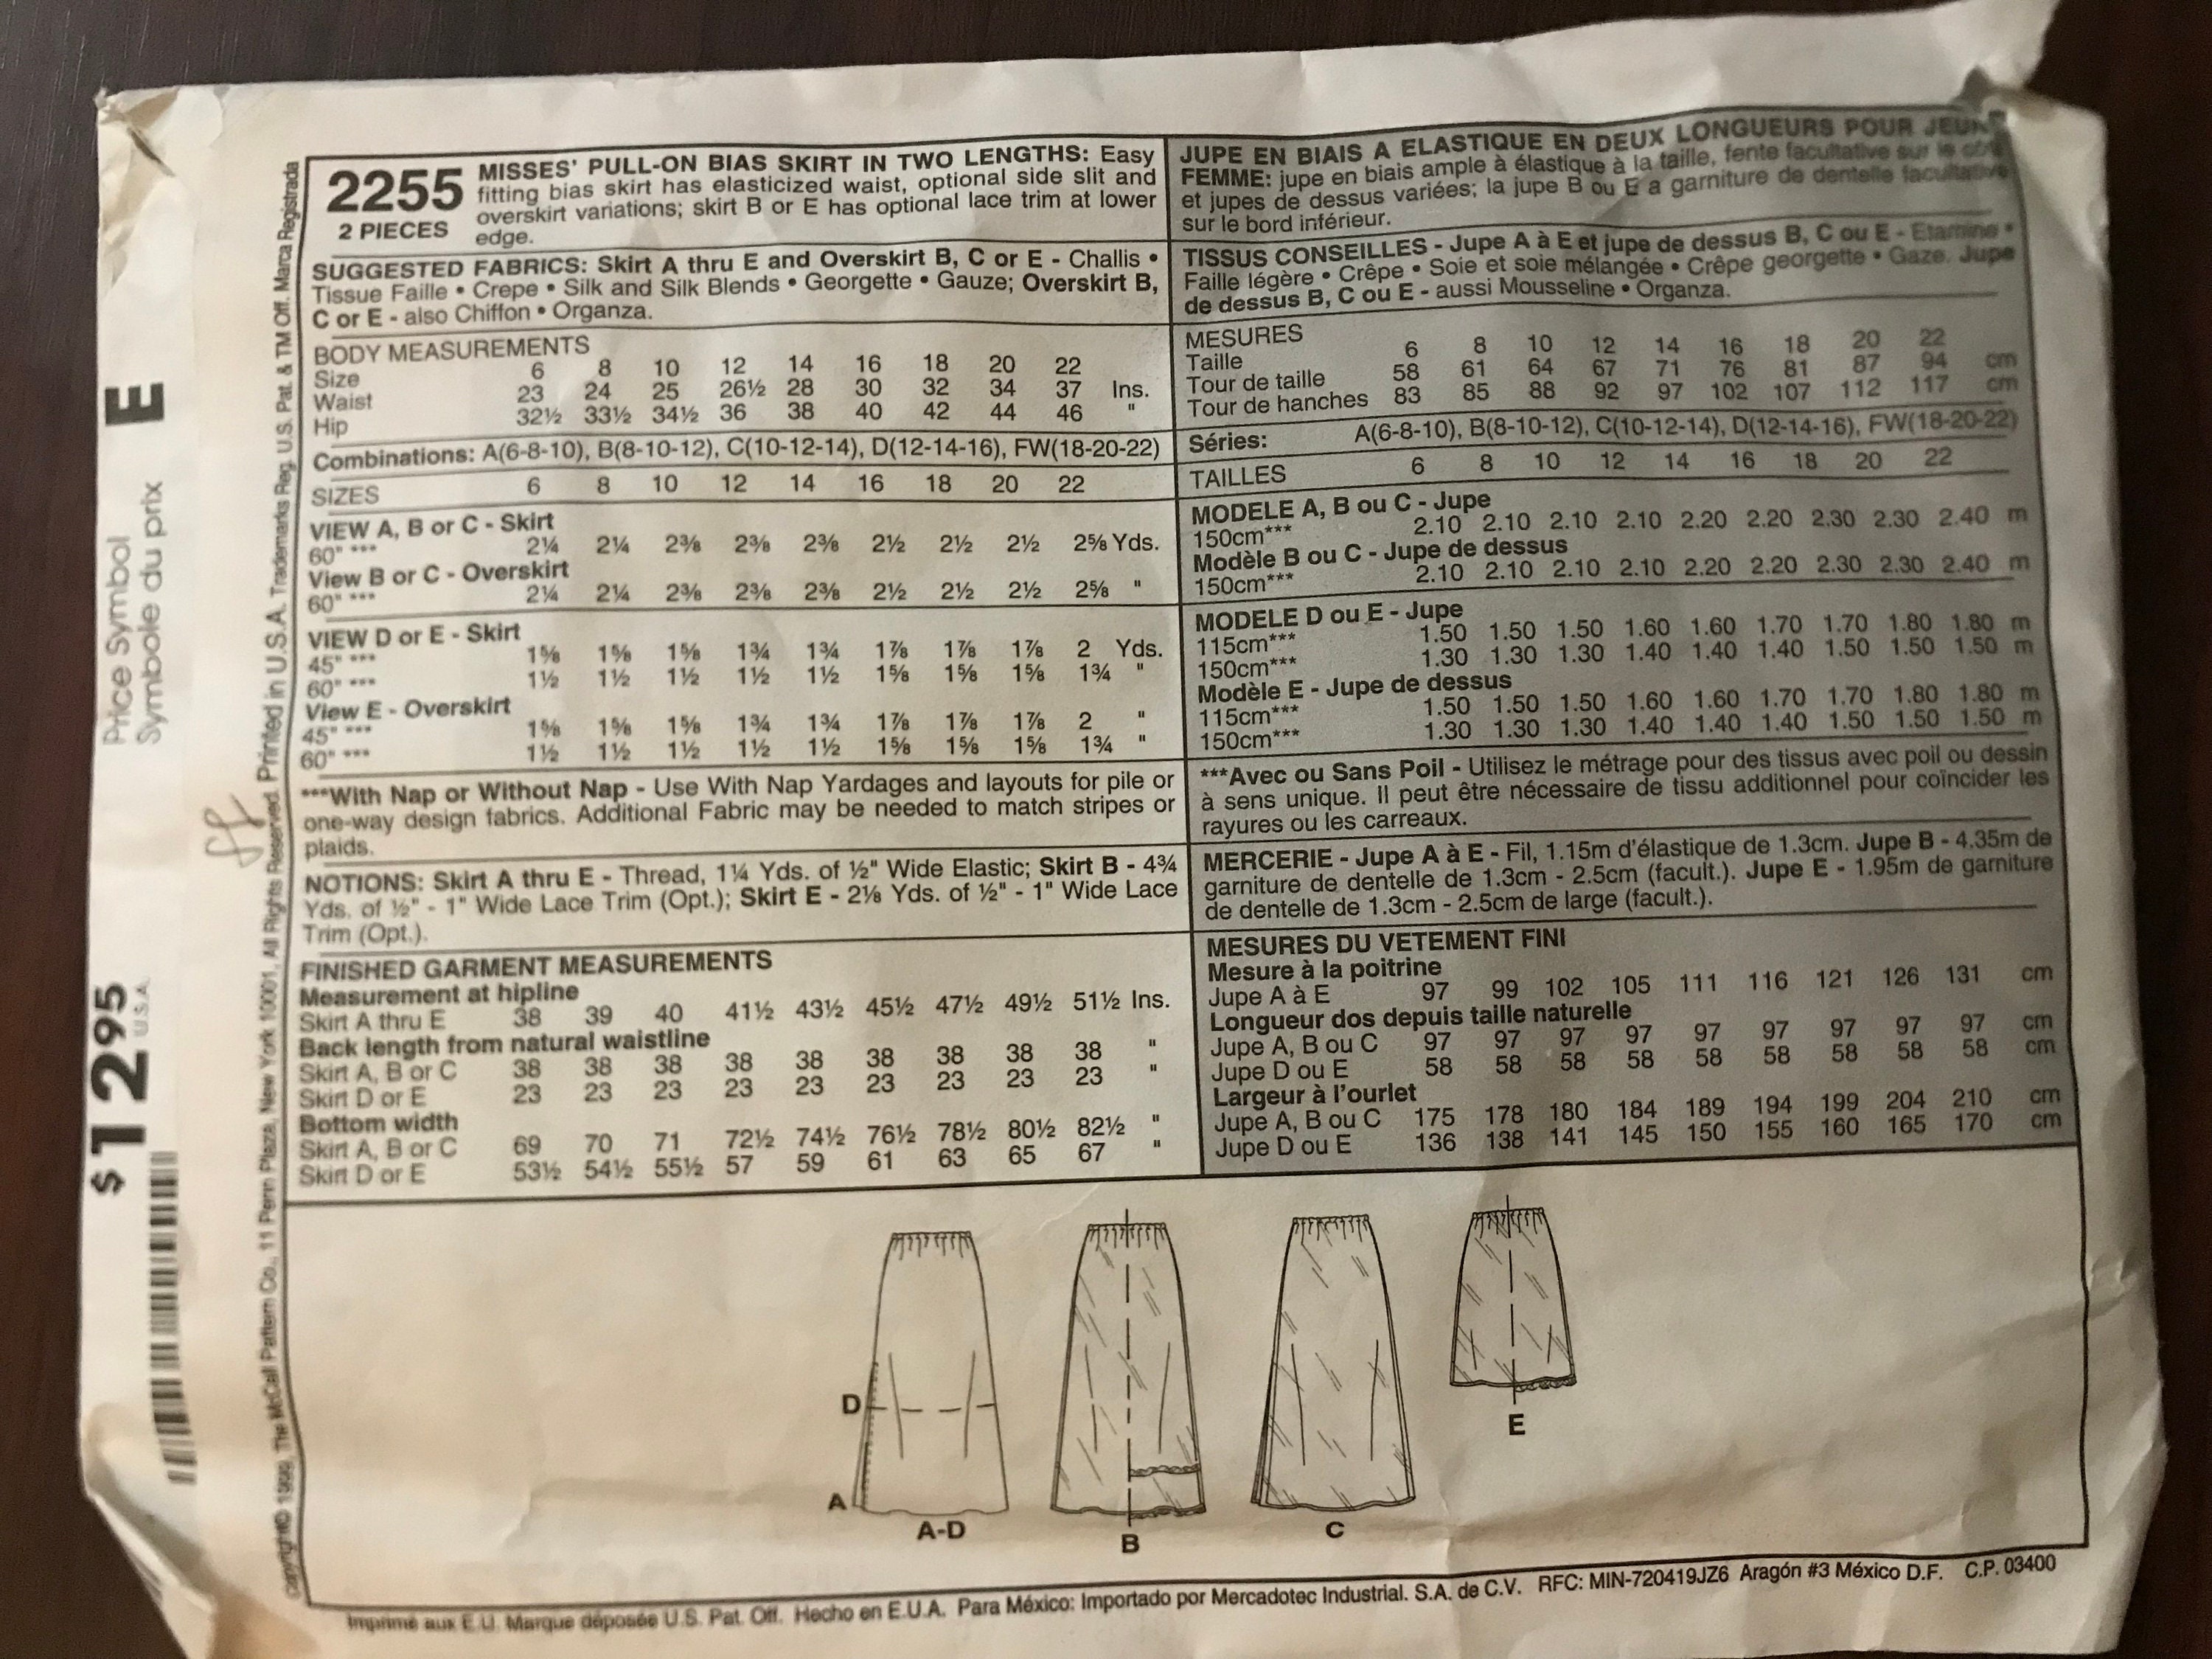 2255
2 PIECES
MISSES' PULL-ON BIAS SKIRT IN TWO LENGTHS: Easy
fitting bias skirt has elasticized waist, optional side slit and
overskirt variations; skirt B or E has optional lace trim at lower
edge.
SUGGESTED FABRICS: Skirt A thru E and Overskirt B, C or E - Challis •
Tissue Faille • Crepe • Silk and Silk Blends • Georgette • Gauze; Overskirt B,
C or E - also Chiffon • Organza.
BODY MEASUREMENTS
Size 6 8 10 12 14 16 18 20 22
Waist 23 24 25 26½ 28 30 32 34 37 Ins.
Hip 32½ 33½ 34½ 36 38 40 42 44 46 "
Combinations: A(6-8-10), B(8-10-12), C(10-12-14), D(12-14-16), FW(18-20-22)
SIZES 6 8 10 12 14 16 18 20 22
VIEW A, B or C - Skirt
60" *** 2¼ 2¼ 2⅜ 2⅜ 2⅜ 2½ 2½ 2½ 2⅝ Yds.
View B or C - Overskirt
60" *** 2¼ 2¼ 2⅜ 2⅜ 2⅜ 2½ 2½ 2½ 2⅝ "
VIEW D or E - Skirt
45" *** 1⅝ 1⅝ 1⅝ 1¾ 1¾ 1⅞ 1⅞ 1⅞ 2 Yds.
60" *** 1½ 1½ 1½ 1½ 1½ 1⅝ 1⅝ 1⅝ 1¾ "
View E - Overskirt
45" *** 1⅝ 1⅝ 1⅝ 1¾ 1¾ 1⅞ 1⅞ 1⅞ 2 "
60" *** 1½ 1½ 1½ 1½ 1½ 1⅝ 1⅝ 1⅝ 1¾ "
***With Nap or Without Nap - Use With Nap Yardages and layouts for pile or
one-way design fabrics. Additional Fabric may be needed to match stripes or
plaids.
NOTIONS: Skirt A thru E - Thread, 1¼ Yds. of ½" Wide Elastic; Skirt B - 4¾
Yds. of ½" - 1" Wide Lace Trim (Opt.); Skirt E - 2⅛ Yds. of ½" - 1" Wide Lace
Trim (Opt.).
FINISHED GARMENT MEASUREMENTS
Measurement at hipline
Skirt A thru E 38 39 40 41½ 43½ 45½ 47½ 49½ 51½ Ins.
Back length from natural waistline
Skirt A, B or C 38 38 38 38 38 38 38 38 38 "
Skirt D or E 23 23 23 23 23 23 23 23 23 "
Bottom width
Skirt A, B or C 69 70 71 72½ 74½ 76½ 78½ 80½ 82½ "
Skirt D or E 53½ 54½ 55½ 57 59 61 63 65 67 "
JUPE EN BIAIS A ELASTIQUE EN DEUX LONGUEURS POUR
FEMME: jupe en biais ample à élastique à la taille, fente facultative sur le
et jupes de dessus variées; la jupe B ou E a garniture de dentelle facultative
sur le bord inférieur.
TISSUS CONSEILLES - Jupe A à E et jupe de dessus B, C ou E - Etamine •
Faille légère • Crêpe • Soie et soie mélangée • Crêpe georgette • Gaze. Jupe
de dessus B, C ou E - aussi Mousseline • Organza.
MESURES
Taille 6 8 10 12 14 16 18 20 22
Tour de taille 58 61 64 67 71 76 81 87 94 cm
Tour de hanches 83 85 88 92 97 102 107 112 117 cm
Séries: A(6-8-10), B(8-10-12), C(10-12-14), D(12-14-16), FW(18-20-22)
TAILLES 6 8 10 12 14 16 18 20 22
MODELE A, B ou C - Jupe
150cm*** 2.10 2.10 2.10 2.10 2.20 2.20 2.30 2.30 2.40 m
Modèle B ou C - Jupe de dessus
150cm*** 2.10 2.10 2.10 2.10 2.20 2.20 2.30 2.30 2.40 m
MODELE D ou E - Jupe
115cm*** 1.50 1.50 1.50 1.60 1.60 1.70 1.70 1.80 1.80 m
150cm*** 1.30 1.30 1.30 1.40 1.40 1.40 1.50 1.50 1.50 m
Modèle E - Jupe de dessus
115cm*** 1.50 1.50 1.50 1.60 1.60 1.70 1.70 1.80 1.80 m
150cm*** 1.30 1.30 1.30 1.40 1.40 1.40 1.50 1.50 1.50 m
***Avec ou Sans Poil - Utilisez le métrage pour des tissus avec poil ou dessin
à sens unique. Il peut être nécessaire de tissu additionnel pour coïncider les
rayures ou les carreaux.
MERCERIE - Jupe A à E - Fil, 1.15m d'élastique de 1.3cm. Jupe B - 4.35m de
garniture de dentelle de 1.3cm - 2.5cm (facult.). Jupe E - 1.95m de garniture
de dentelle de 1.3cm - 2.5cm de large (facult.).
MESURES DU VETEMENT FINI
Mesure à la poitrine
Jupe A à E 97 99 102 105 111 116 121 126 131 cm
Longueur dos depuis taille naturelle
Jupe A, B ou C 97 97 97 97 97 97 97 97 97 cm
Jupe D ou E 58 58 58 58 58 58 58 58 58 cm
Largeur à l'ourlet
Jupe A, B ou C 175 178 180 184 189 194 199 204 210 cm
Jupe D ou E 136 138 141 145 150 155 160 165 170 cm
D
A
A-D
B
C
E
Imprimé aux E.U. Marque déposée U.S. Pat. Off. Hecho en E.U.A. Para México: Importado por Mercadotec Industrial. S.A. de C.V. RFC: MIN-720419JZ6 Aragón #3 México D.F. C.P. 03400
Copyright© 1999, The McCall Pattern Co., 11 Penn Plaza, New York 10001, All Rights Reserved. Printed in U.S.A. Trademarks Reg. U.S. Pat. & TM Off. Marca Registrada
$1295
U.S.A.
Price Symbol
Symbole du prix
E